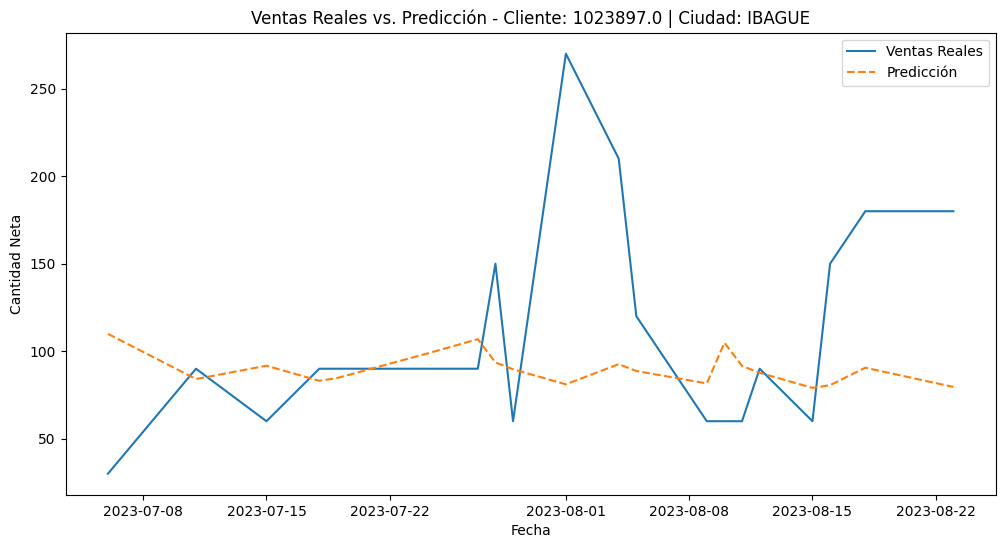 Ventas Reales vs. Predicción - Cliente: 1023897.0 | Ciudad: IBAGUE
Ventas Reales
Predicción
Cantidad Neta
250
200
150
100
50
2023-07-08
2023-07-15
2023-07-22
2023-08-01
2023-08-08
2023-08-15
2023-08-22
Fecha